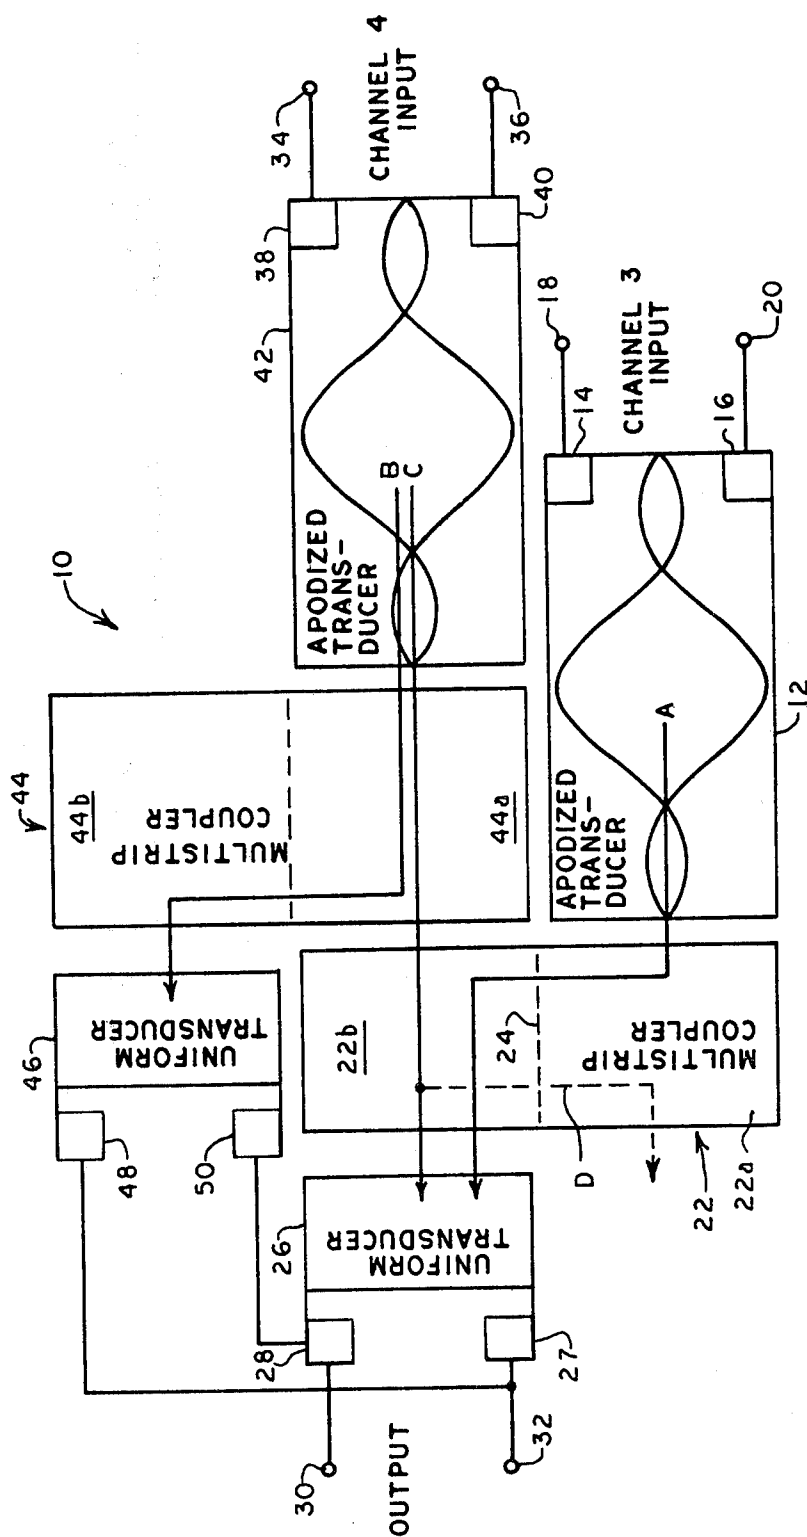 CHANNEL 4
INPUT
34
36
38
40
42
B
C
APODIZED
TRANS-
DUCER
CHANNEL 3
INPUT
18
20
14
16
12
A
APODIZED
TRANS-
DUCER
10
44
44b
44a
MULTISTRIP
COUPLER
22b
24
MULTISTRIP
COUPLER
22
22a
D
46
UNIFORM
TRANSDUCER
48
50
26
UNIFORM
TRANSDUCER
28
27
30
32
OUTPUT